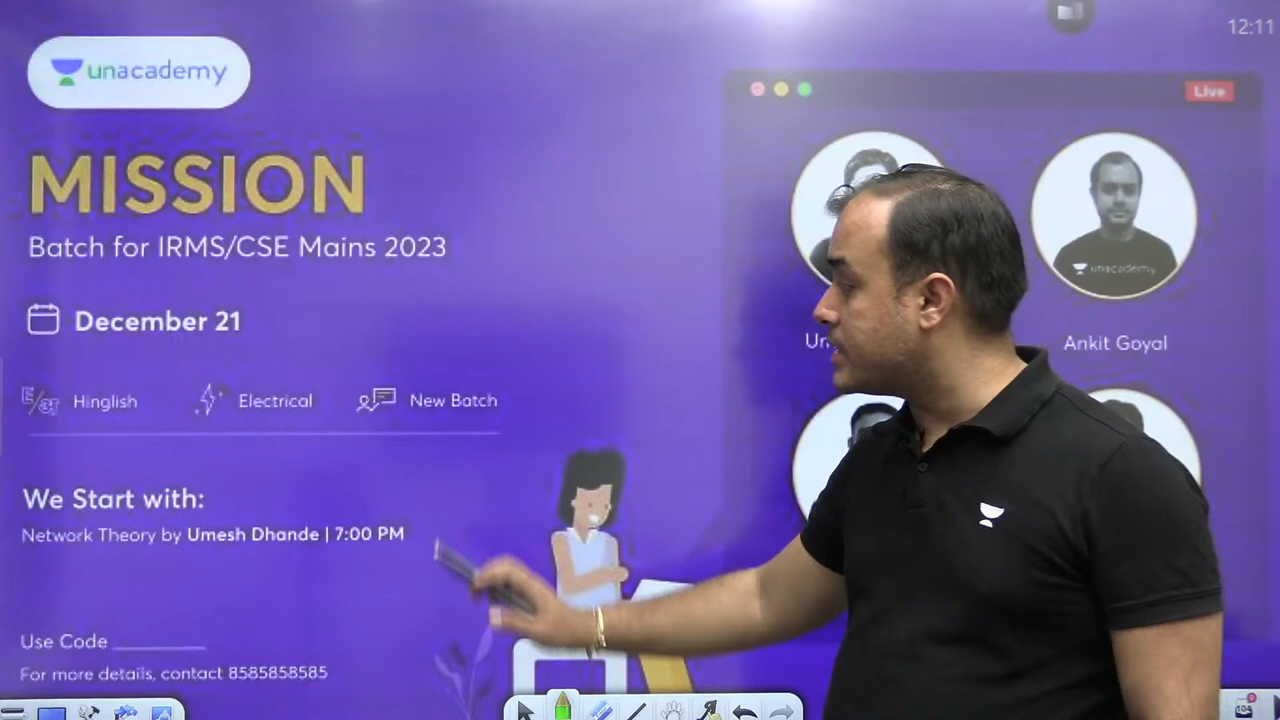 12:11
unacademy
Live
MISSION
Batch for IRMS/CSE Mains 2023
December 21
Hinglish
Electrical
New Batch
unacademy
Ankit Goyal
We Start with:
Network Theory by Umesh Dhande | 7:00 PM
Use Code
For more details, contact 8585858585